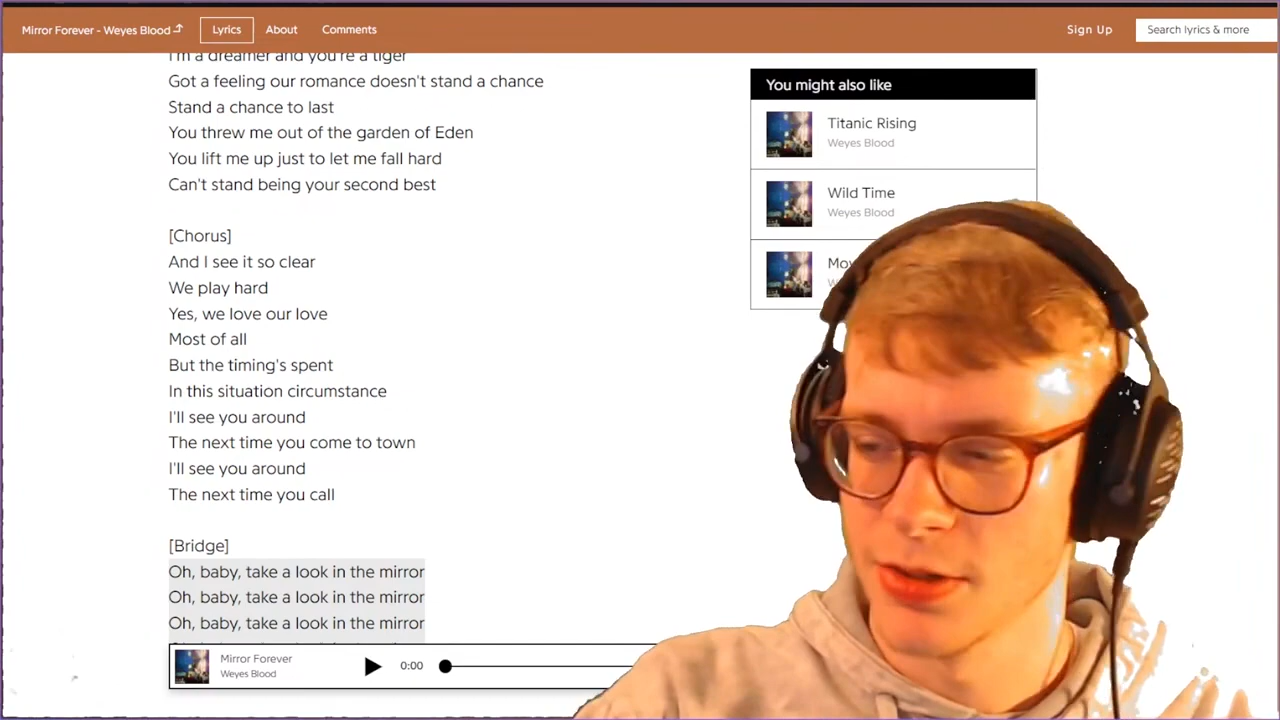 Mirror Forever - Weyes Blood
Lyrics
About
Comments
Sign Up
Search lyrics & more
I'm a dreamer and you're a tiger
Got a feeling our romance doesn't stand a chance
Stand a chance to last
You threw me out of the garden of Eden
You lift me up just to let me fall hard
Can't stand being your second best
[Chorus]
And I see it so clear
We play hard
Yes, we love our love
Most of all
But the timing's spent
In this situation circumstance
I'll see you around
The next time you come to town
I'll see you around
The next time you call
[Bridge]
Oh, baby, take a look in the mirror
Oh, baby, take a look in the mirror
Oh, baby, take a look in the mirror
You might also like
Titanic Rising
Weyes Blood
Wild Time
Weyes Blood
Mirror Forever
Weyes Blood
0:00